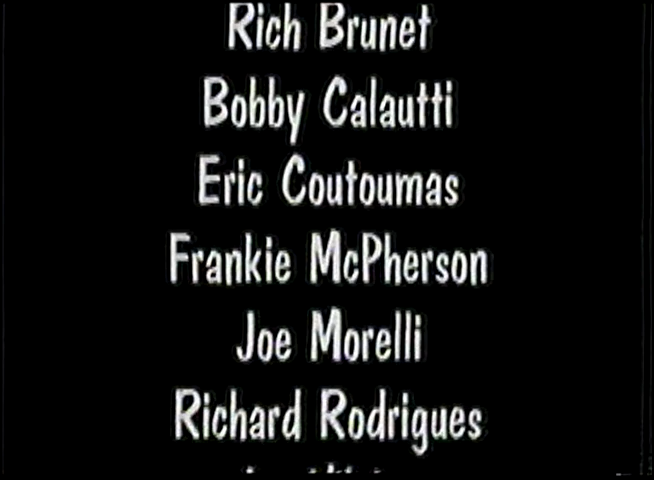 Rich Brunet
Bobby Calautti
Eric Coutoumas
Frankie McPherson
Joe Morelli
Richard Rodrigues